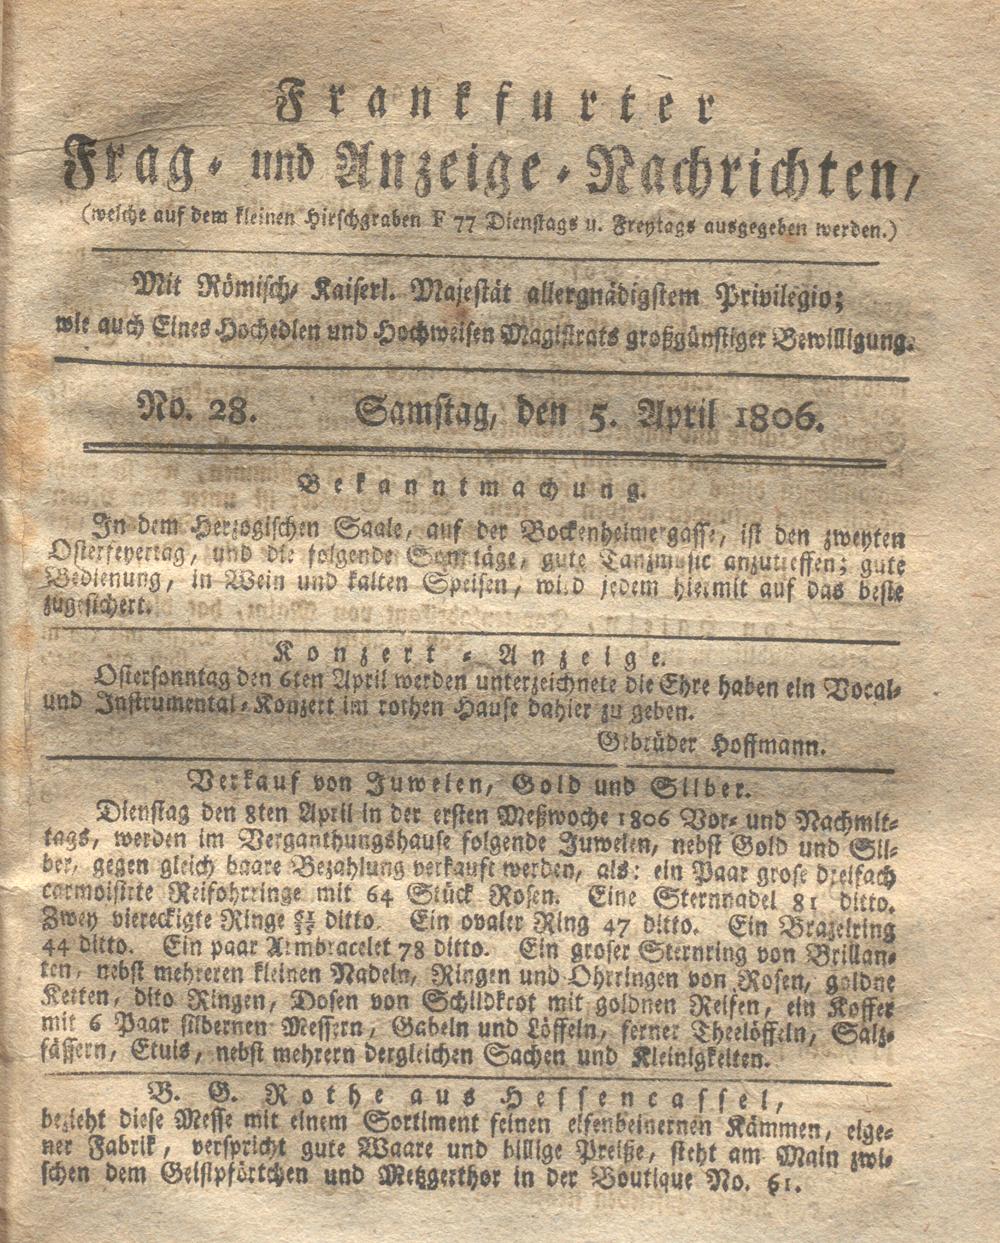 Frankfurter
Frag- und Anzeige-Nachrichten,
(welche auf dem kleinen Hirschgraben F 77 Dienstags u. Freytags ausgegeben werden.)
Mit Römisch- Kaiserl. Majestät allergnädigstem Privilegio;
wie auch Eines Hochedlen und Hochweisen Magistrats großgünstiger Bewilligung.
No. 28. Samstag, den 5. April 1806.
Bekanntmachung.
In dem Herzogischen Saale, auf der Bockenheimergasse, ist den zweyten
Osterfeyertag, und die folgende Sonntäge, gute Tanzmusic anzutreffen; gute
Bedienung, in Wein und kalten Speisen, wird jedem hiermit auf das beste
zugesichert.
Konzert-Anzeige.
Ostersonntag den 6ten April werden unterzeichnete die Ehre haben ein Vocal-
und Instrumental-Konzert im rothen Hause dahier zu geben.
Gebrüder Hoffmann.
Verkauf von Juwelen, Gold und Silber.
Dienstag den 8ten April in der ersten Meßwoche 1806 Vor- und Nachmit-
tags, werden im Verganthungshause folgende Juwelen, nebst Gold und Sil-
ber, gegen gleich baare Bezahlung verkauft werden, als: ein Paar grose dreifach
carmoisirte Reifohrringe mit 64 Stück Rosen. Eine Sternnadel 81 ditto.
Zwey viereckigte Ringe ditto. Ein ovaler Ring 47 ditto. Ein Brazelring
44 ditto. Ein paar Armbracelet 78 ditto. Ein groser Sternring von Brillan-
ten, nebst mehreren kleinen Nadeln, Ringen und Ohrringen von Rosen, goldne
Ketten, dito Ringen, Dosen von Schildkrot mit goldnen Reifen, ein Koffer
mit 6 Paar silbernen Messern, Gabeln und Löffeln, ferner Theelöffeln, Salz-
fässern, Etuis, nebst mehrern dergleichen Sachen und Kleinigkeiten.
B. G. Rothe aus Hessencassel,
bezieht diese Messe mit einem Sortiment feinen elfenbeinernen Kämmen, eige-
ner Fabrik, verspricht gute Waare und billige Preiße, steht am Main zwi-
schen dem Geistpförtchen und Metzgerthor in der Boutique No. 61.